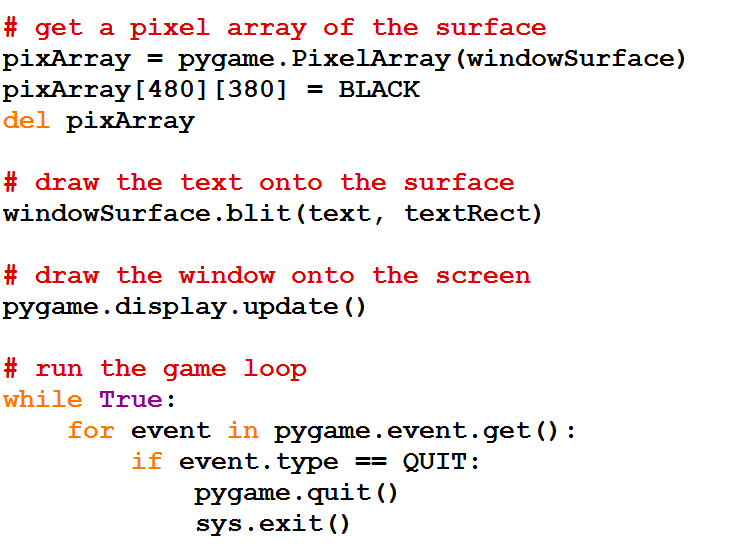 # get a pixel array of the surface
pixArray = pygame.PixelArray(windowSurface)
pixArray[480][380] = BLACK
del pixArray

# draw the text onto the surface
windowSurface.blit(text, textRect)

# draw the window onto the screen
pygame.display.update()

# run the game loop
while True:
    for event in pygame.event.get():
        if event.type == QUIT:
            pygame.quit()
            sys.exit()